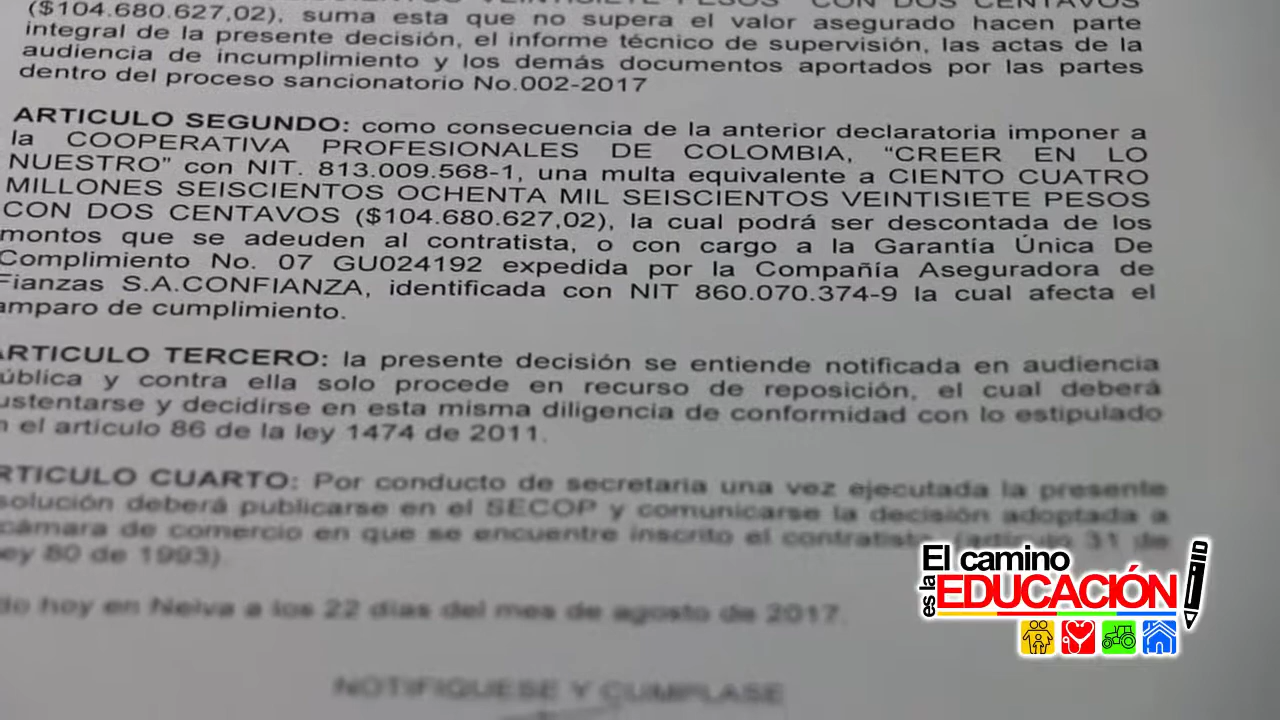 ($104.680.627,02), suma esta que no supera el valor asegurado hacen parte
integral de la presente decisión, el informe técnico de supervisión, las actas de la
audiencia de incumplimiento y los demás documentos aportados por las partes
dentro del proceso sancionatorio No.002-2017
ARTICULO SEGUNDO: como consecuencia de la anterior declaratoria imponer a
la COOPERATIVA PROFESIONALES DE COLOMBIA, “CREER EN LO
NUESTRO” con NIT. 813.009.568-1, una multa equivalente a CIENTO CUATRO
MILLONES SEISCIENTOS OCHENTA MIL SEISCIENTOS VEINTISIETE PESOS
CON DOS CENTAVOS ($104.680.627,02), la cual podrá ser descontada de los
montos que se adeuden al contratista, o con cargo a la Garantía Única De
Complimiento No. 07 GU024192 expedida por la Compañía Aseguradora de
Fianzas S.A.CONFIANZA, identificada con NIT 860.070.374-9 la cual afecta el
amparo de cumplimiento.
ARTICULO TERCERO: la presente decisión se entiende notificada en audiencia
ública y contra ella solo procede en recurso de reposición, el cual deberá
ustentarse y decidirse en esta misma diligencia de conformidad con lo estipulado
n el artículo 86 de la ley 1474 de 2011.
RTICULO CUARTO: Por conducto de secretaria una vez ejecutada la presente
solución deberá publicarse en el SECOP y comunicarse la decisión adoptada a
cámara de comercio en que se encuentre inscrito el contratista, (artículo 31 de
ey 80 de 1993).
do hoy en Neiva a los 22 días del mes de agosto de 2017.
NOTIFIQUESE Y CUMPLASE
El camino
es la EDUCACIÓN